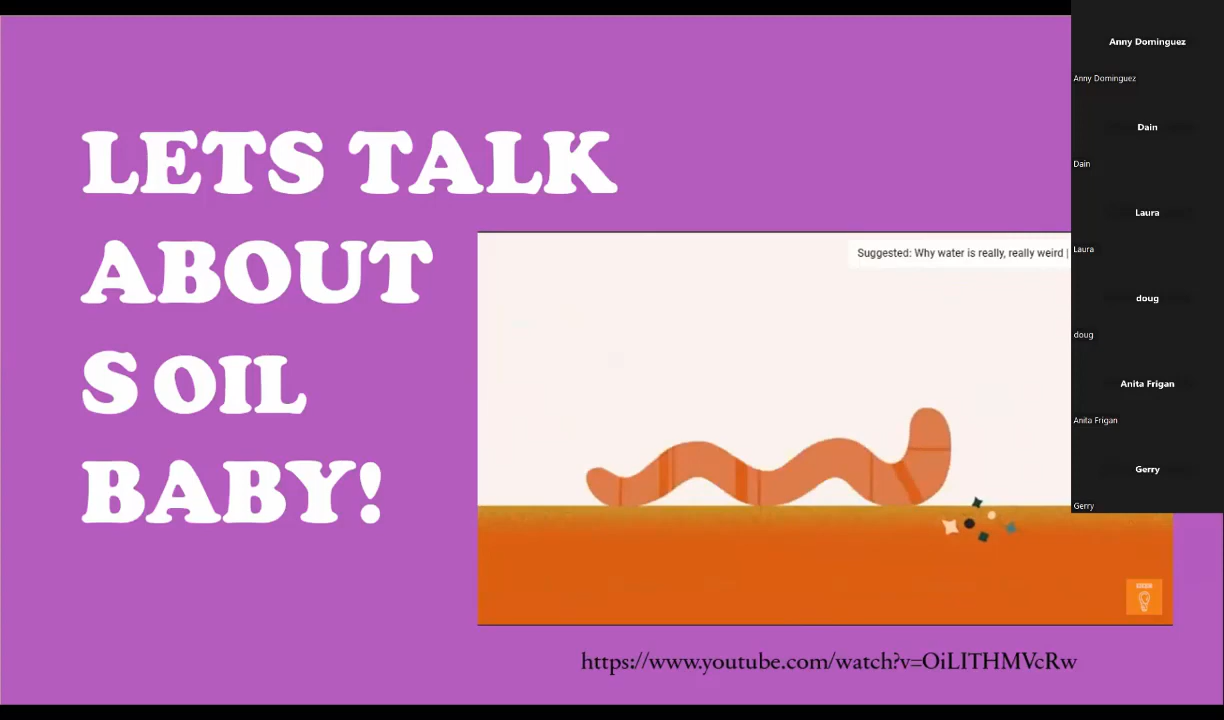 LETS TALK
ABOUT
SOIL
BABY!
Suggested: Why water is really, really weird |
https://www.youtube.com/watch?v=OiLITHMVcRw
Anny Dominguez
Anny Dominguez
Dain
Dain
Laura
Laura
doug
doug
Anita Frigan
Anita Frigan
Gerry
Gerry